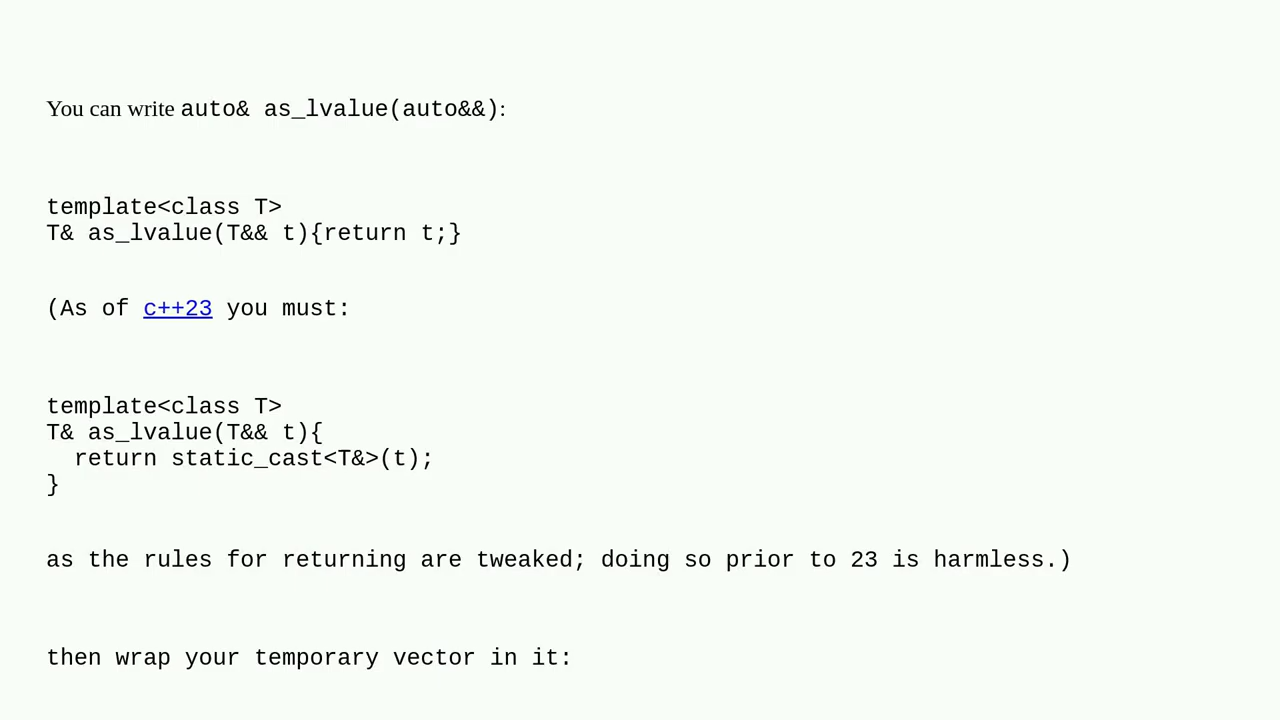 You can write auto& as_lvalue(auto&&):
template<class T>
T& as_lvalue(T&& t){return t;}
(As of c++23 you must:
template<class T>
T& as_lvalue(T&& t){
  return static_cast<T&>(t);
}
as the rules for returning are tweaked; doing so prior to 23 is harmless.)
then wrap your temporary vector in it: